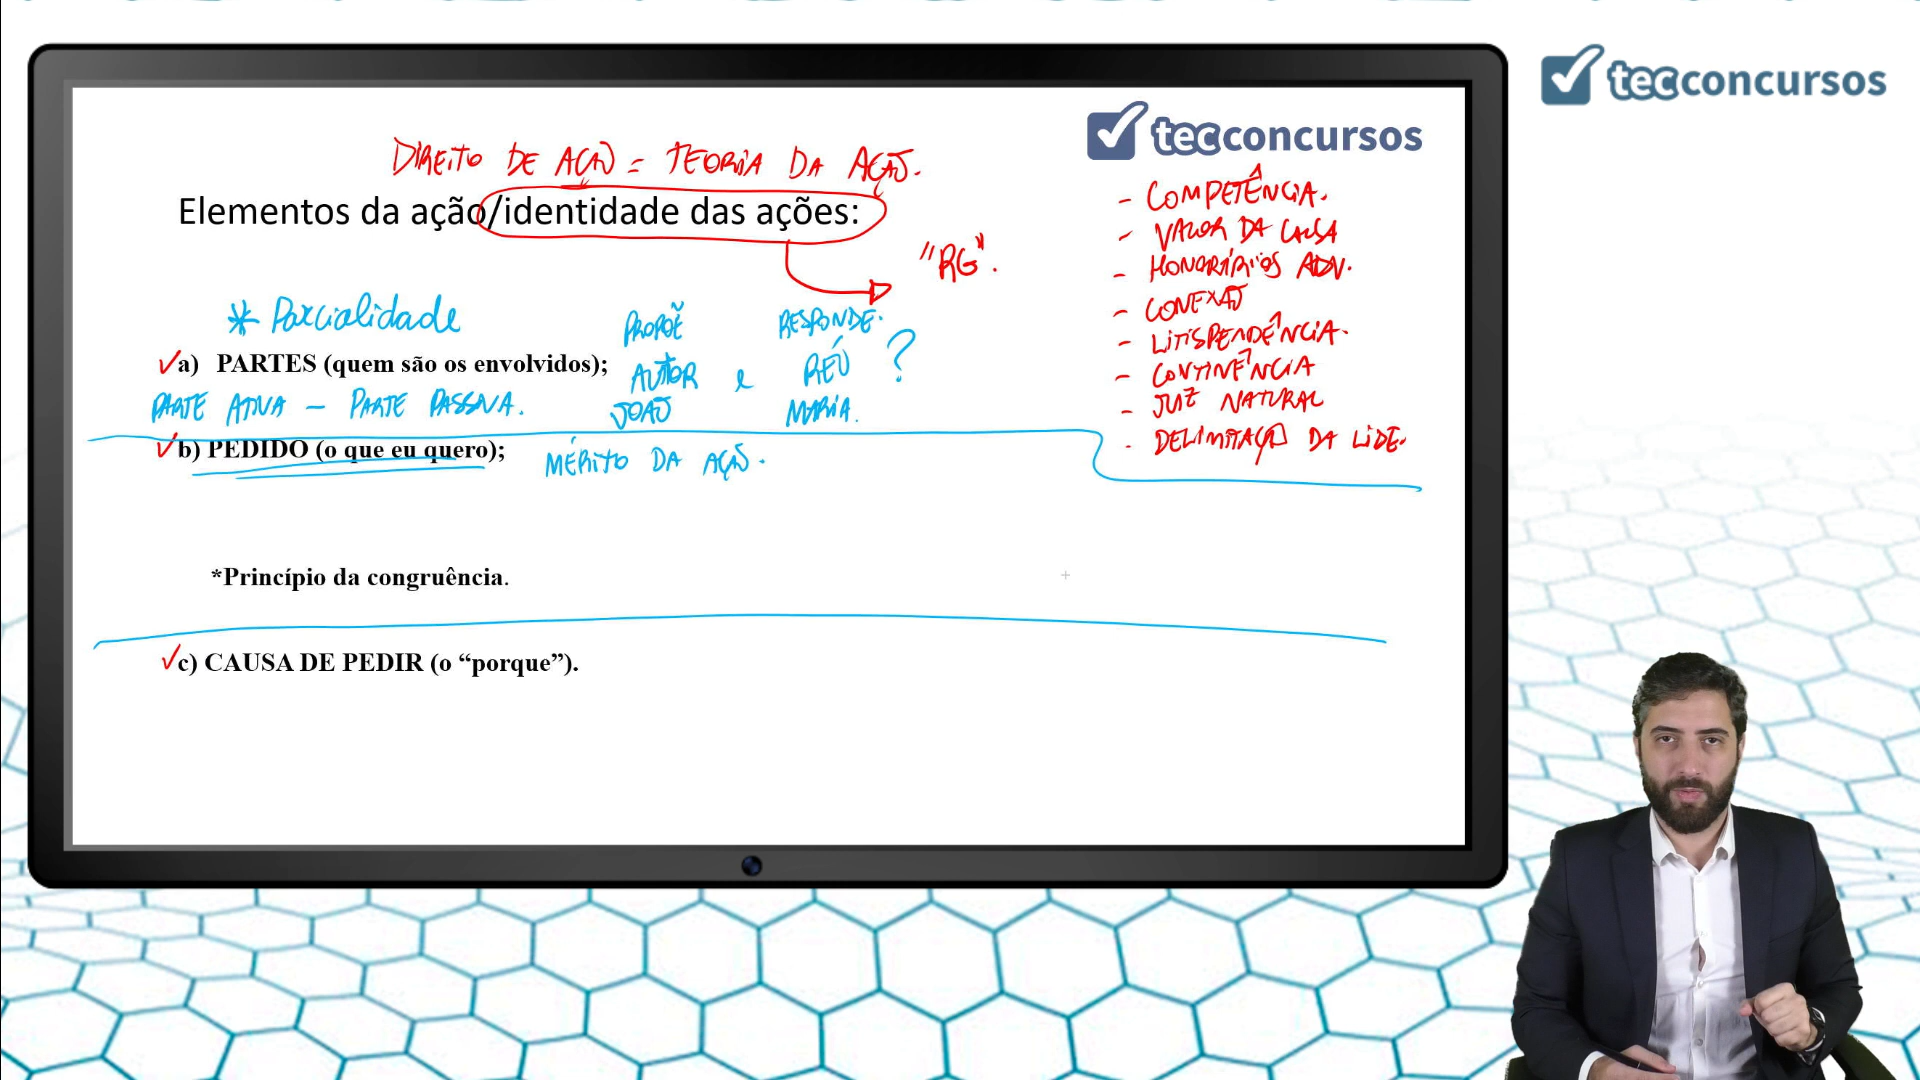 tecconcursos
tecconcursos
DIREITO DE AÇÃO = TEORIA DA AÇÃO.
Elementos da ação/identidade das ações:
"RG".
- COMPETÊNCIA.
- VALOR DA CAUSA
- HONORÁRIOS ADV.
- CONEXÃO
- LITISPENDÊNCIA.
- CONTINÊNCIA
- JUIZ NATURAL
- DELIMITAÇÃO DA LIDE.
* Parcialidade
PROPÕE RESPONDE.
a) PARTES (quem são os envolvidos);
AUTOR e RÉU ?
PARTE ATIVA - PARTE PASSIVA.
JOÃO MARIA.
b) PEDIDO (o que eu quero);
MÉRITO DA AÇÃO.
*Princípio da congruência.
c) CAUSA DE PEDIR (o “porque”).